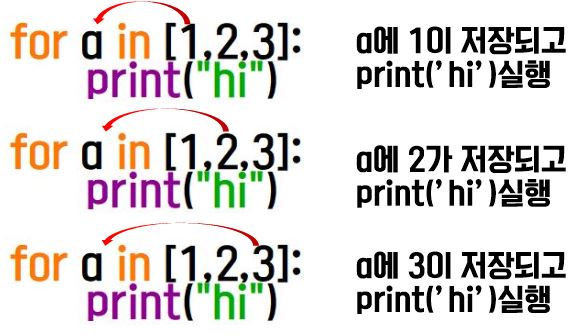 for a in [1,2,3]:
print("hi")
a에 1이 저장되고
print('hi')실행
for a in [1,2,3]:
print("hi")
a에 2가 저장되고
print('hi')실행
for a in [1,2,3]:
print("hi")
a에 3이 저장되고
print('hi')실행